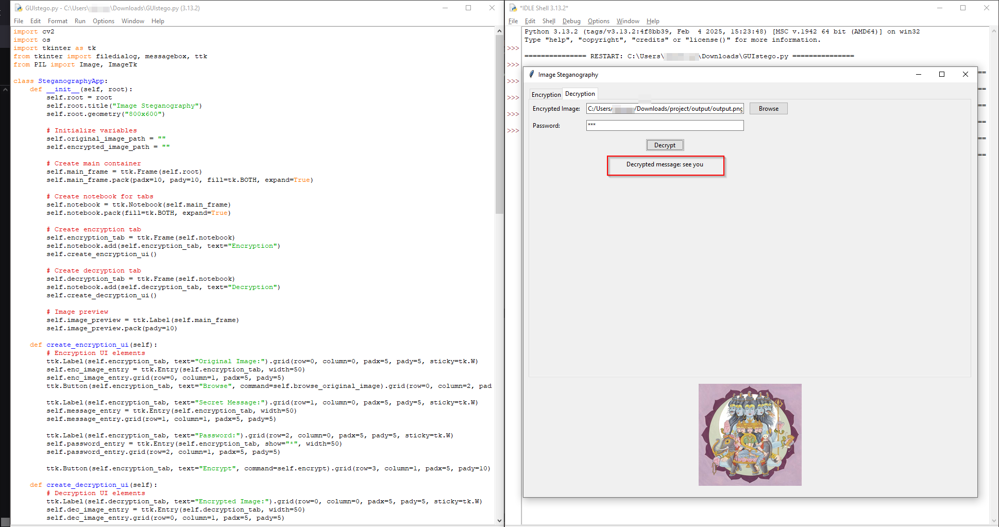 GUIstego.py - C:\Users\ \Downloads\GUIstego.py (3.13.2)
File Edit Format Run Options Window Help
import cv2
import os
import tkinter as tk
from tkinter import filedialog, messagebox, ttk
from PIL import Image, ImageTk
class SteganographyApp:
    def __init__(self, root):
        self.root = root
        self.root.title("Image Steganography")
        self.root.geometry("800x600")
        # Initialize variables
        self.original_image_path = ""
        self.encrypted_image_path = ""
        # Create main container
        self.main_frame = ttk.Frame(self.root)
        self.main_frame.pack(padx=10, pady=10, fill=tk.BOTH, expand=True)
        # Create notebook for tabs
        self.notebook = ttk.Notebook(self.main_frame)
        self.notebook.pack(fill=tk.BOTH, expand=True)
        # Create encryption tab
        self.encryption_tab = ttk.Frame(self.notebook)
        self.notebook.add(self.encryption_tab, text="Encryption")
        self.create_encryption_ui()
        # Create decryption tab
        self.decryption_tab = ttk.Frame(self.notebook)
        self.notebook.add(self.decryption_tab, text="Decryption")
        self.create_decryption_ui()
        # Image preview
        self.image_preview = ttk.Label(self.main_frame)
        self.image_preview.pack(pady=10)
    def create_encryption_ui(self):
        # Encryption UI elements
        ttk.Label(self.encryption_tab, text="Original Image:").grid(row=0, column=0, padx=5, pady=5, sticky=tk.W)
        self.enc_image_entry = ttk.Entry(self.encryption_tab, width=50)
        self.enc_image_entry.grid(row=0, column=1, padx=5, pady=5)
        ttk.Button(self.encryption_tab, text="Browse", command=self.browse_original_image).grid(row=0, column=2, pad
        ttk.Label(self.encryption_tab, text="Secret Message:").grid(row=1, column=0, padx=5, pady=5, sticky=tk.W)
        self.message_entry = ttk.Entry(self.encryption_tab, width=50)
        self.message_entry.grid(row=1, column=1, padx=5, pady=5)
        ttk.Label(self.encryption_tab, text="Password:").grid(row=2, column=0, padx=5, pady=5, sticky=tk.W)
        self.password_entry = ttk.Entry(self.encryption_tab, show="*", width=50)
        self.password_entry.grid(row=2, column=1, padx=5, pady=5)
        ttk.Button(self.encryption_tab, text="Encrypt", command=self.encrypt).grid(row=3, column=1, padx=5, pady=10)
    def create_decryption_ui(self):
        # Decryption UI elements
        ttk.Label(self.decryption_tab, text="Encrypted Image:").grid(row=0, column=0, padx=5, pady=5, sticky=tk.W)
        self.dec_image_entry = ttk.Entry(self.decryption_tab, width=50)
        self.dec_image_entry.grid(row=0, column=1, padx=5, pady=5)
*IDLE Shell 3.13.2*
File Edit Shell Debug Options Window Help
Python 3.13.2 (tags/v3.13.2:4f8bb39, Feb  4 2025, 15:23:48) [MSC v.1942 64 bit (AMD64)] on win32
Type "help", "copyright", "credits" or "license()" for more information.
>>>
=============== RESTART: C:\Users\ \Downloads\GUIstego.py ===============
>>>
==
>>>
==
>>>
==
>>>
==
>>>
==
==
Image Steganography
Encryption Decryption
Encrypted Image: C:/Users/ /Downloads/project/output/output.png Browse
Password: ***
Decrypt
Decrypted message: see you